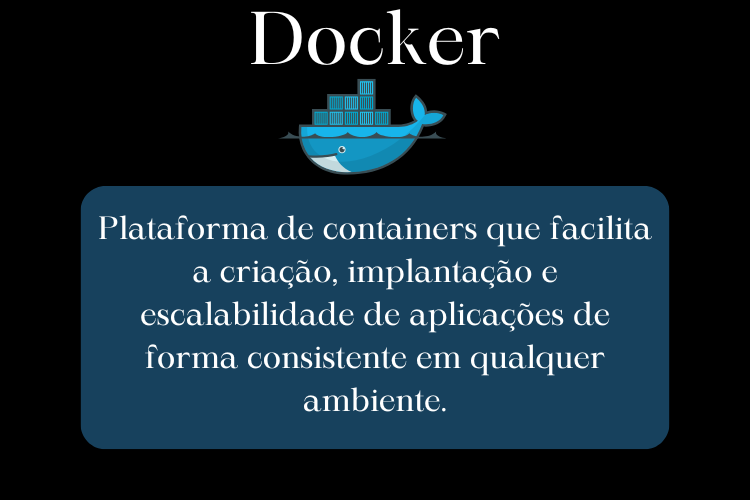 Docker
Plataforma de containers que facilita
a criação, implantação e
escalabilidade de aplicações de
forma consistente em qualquer
ambiente.